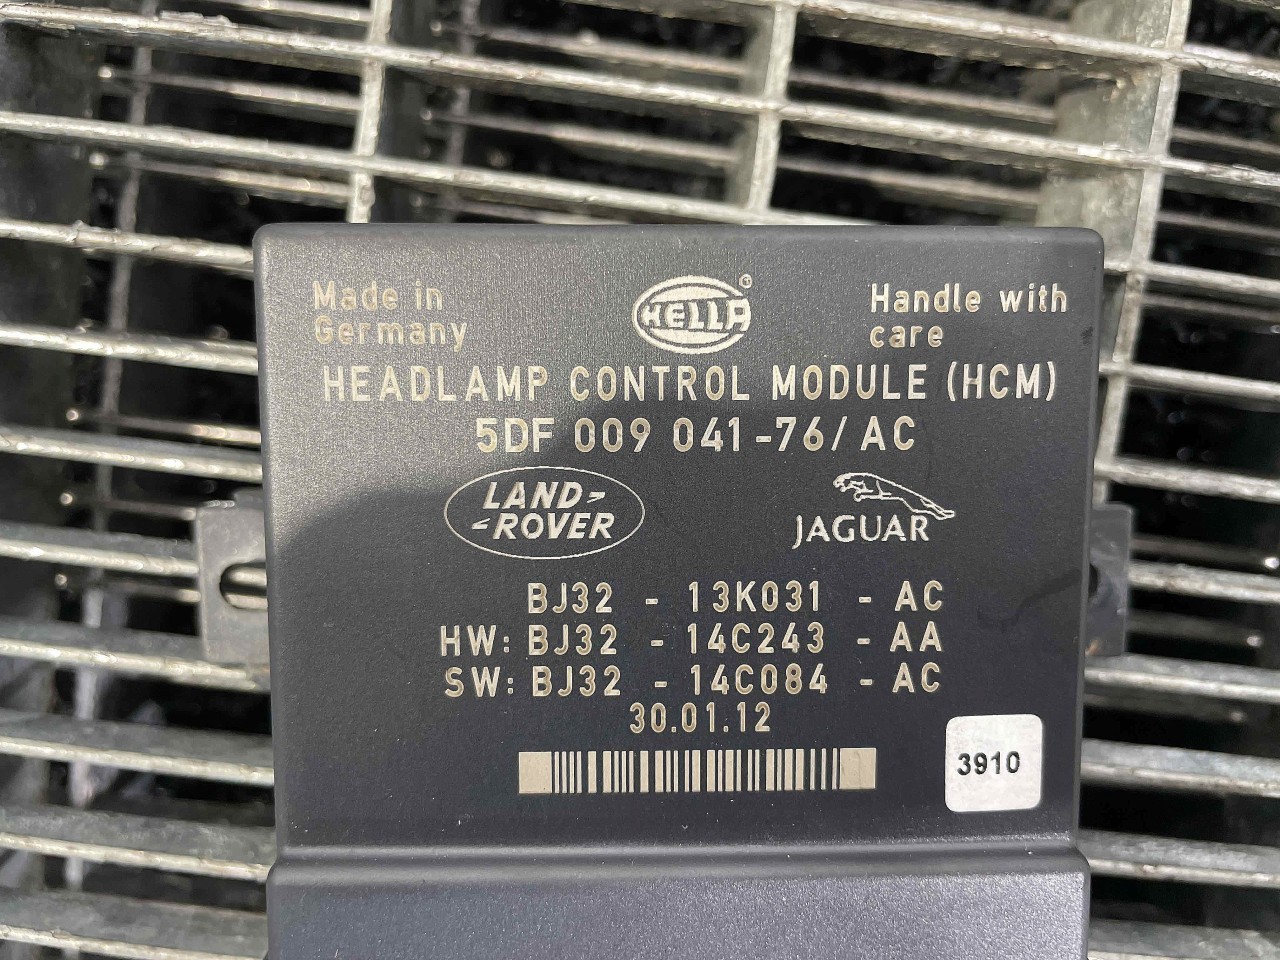 Made in
Germany
HELLA®
Handle with
care
HEADLAMP CONTROL MODULE (HCM)
5DF 009 041-76/AC
LAND-
-ROVER
JAGUAR
BJ32 - 13K031 - AC
HW: BJ32 - 14C243 - AA
SW: BJ32 - 14C084 - AC
30.01.12
3910